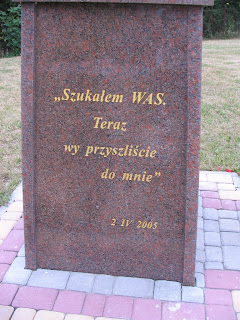 „Szukałem WAS.
Teraz
wy przyszliście
do mnie”
2 IV 2005